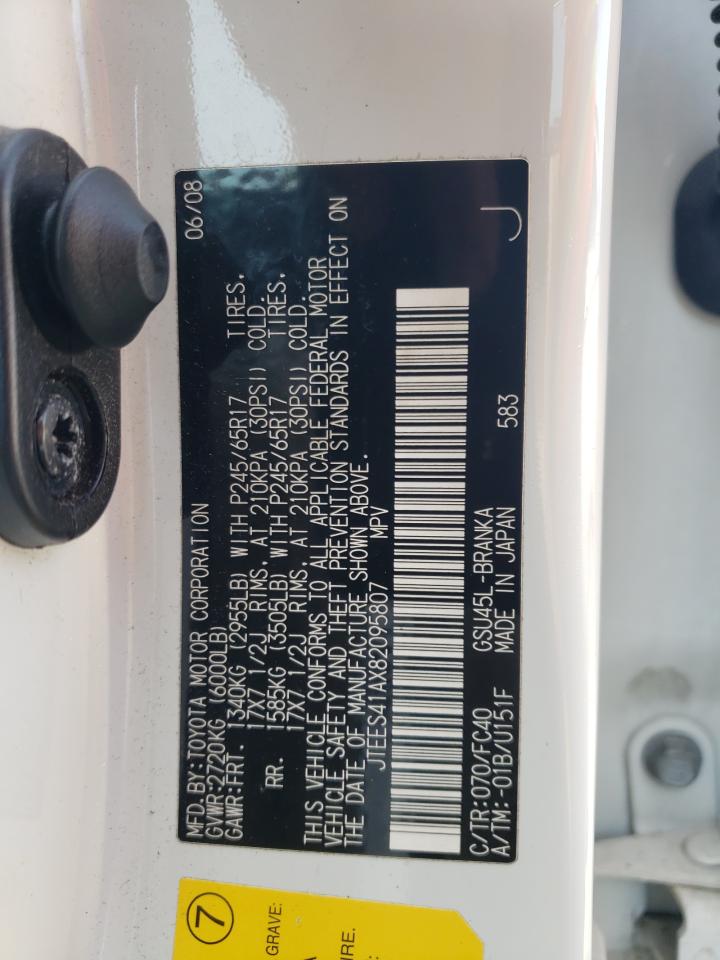 MFD.BY:TOYOTA MOTOR CORPORATION 06/08
GVWR:2720KG (6000LB)
GAWR:FRT. 1340KG (2955LB) WITH P245/65R17 TIRES,
17X7 1/2J RIMS, AT 210KPA (30PSI) COLD.
RR. 1585KG (3505LB) WITH P245/65R17 TIRES,
17X7 1/2J RIMS, AT 210KPA (30PSI) COLD.
THIS VEHICLE CONFORMS TO ALL APPLICABLE FEDERAL MOTOR
VEHICLE SAFETY AND THEFT PREVENTION STANDARDS IN EFFECT ON
THE DATE OF MANUFACTURE SHOWN ABOVE.
JTEES41AX82095807 MPV
C/TR:070/FC40 GSU45L-BRANKA
A/TM:-01B/U151F MADE IN JAPAN 583
J
7
GRAVE:
IRE.